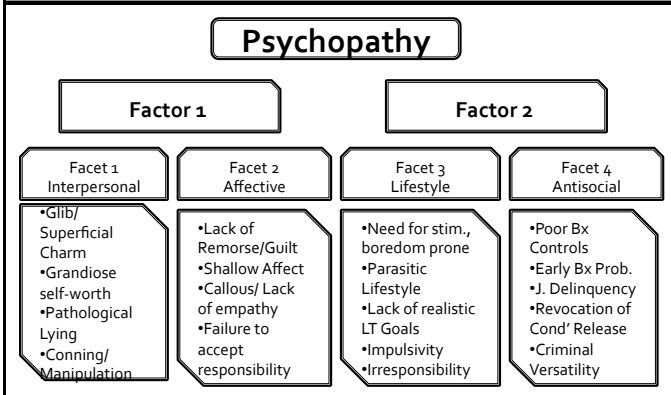 Psychopathy
Factor 1
Factor 2
Facet 1
Interpersonal
Facet 2
Affective
Facet 3
Lifestyle
Facet 4
Antisocial
•Glib/
Superficial
Charm
•Grandiose
self-worth
•Pathological
Lying
•Conning/
Manipulation
•Lack of
Remorse/Guilt
•Shallow Affect
•Callous/ Lack
of empathy
•Failure to
accept
responsibility
•Need for stim.,
boredom prone
•Parasitic
Lifestyle
•Lack of realistic
LT Goals
•Impulsivity
•Irresponsibility
•Poor Bx
Controls
•Early Bx Prob.
•J. Delinquency
•Revocation of
Cond’ Release
•Criminal
Versatility